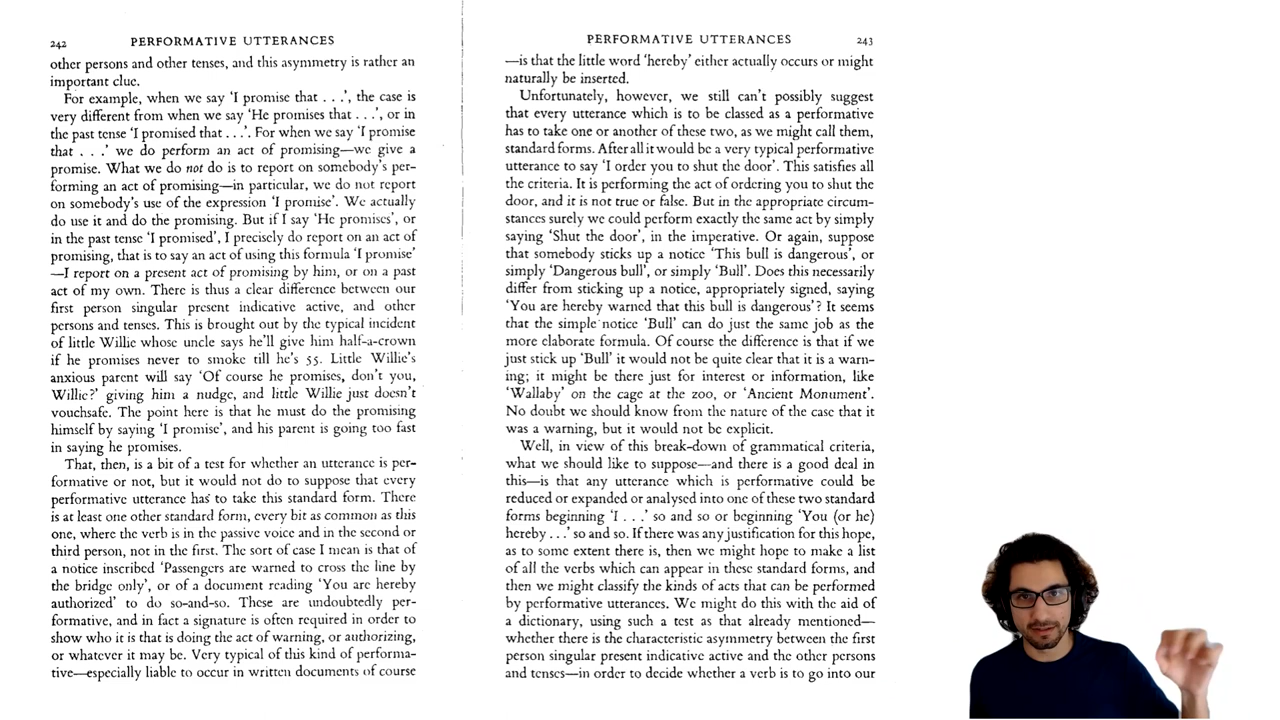 242 PERFORMATIVE UTTERANCES
other persons and other tenses, and this asymmetry is rather an
important clue.
For example, when we say 'I promise that . . .', the case is
very different from when we say 'He promises that . . .', or in
the past tense 'I promised that . . .'. For when we say 'I promise
that . . .' we do perform an act of promising—we give a
promise. What we do not do is to report on somebody's per-
forming an act of promising—in particular, we do not report
on somebody's use of the expression 'I promise'. We actually
do use it and do the promising. But if I say 'He promises', or
in the past tense 'I promised', I precisely do report on an act of
promising, that is to say an act of using this formula 'I promise'
—I report on a present act of promising by him, or on a past
act of my own. There is thus a clear difference between our
first person singular present indicative active, and other
persons and tenses. This is brought out by the typical incident
of little Willie whose uncle says he'll give him half-a-crown
if he promises never to smoke till he's 55. Little Willie's
anxious parent will say 'Of course he promises, don't you,
Willie?' giving him a nudge, and little Willie just doesn't
vouchsafe. The point here is that he must do the promising
himself by saying 'I promise', and his parent is going too fast
in saying he promises.
That, then, is a bit of a test for whether an utterance is per-
formative or not, but it would not do to suppose that every
performative utterance has to take this standard form. There
is at least one other standard form, every bit as common as this
one, where the verb is in the passive voice and in the second or
third person, not in the first. The sort of case I mean is that of
a notice inscribed 'Passengers are warned to cross the line by
the bridge only', or of a document reading 'You are hereby
authorized' to do so-and-so. These are undoubtedly per-
formative, and in fact a signature is often required in order to
show who it is that is doing the act of warning, or authorizing,
or whatever it may be. Very typical of this kind of performa-
tive—especially liable to occur in written documents of course
PERFORMATIVE UTTERANCES 243
—is that the little word 'hereby' either actually occurs or might
naturally be inserted.
Unfortunately, however, we still can't possibly suggest
that every utterance which is to be classed as a performative
has to take one or another of these two, as we might call them,
standard forms. After all it would be a very typical performative
utterance to say 'I order you to shut the door'. This satisfies all
the criteria. It is performing the act of ordering you to shut the
door, and it is not true or false. But in the appropriate circum-
stances surely we could perform exactly the same act by simply
saying 'Shut the door', in the imperative. Or again, suppose
that somebody sticks up a notice 'This bull is dangerous', or
simply 'Dangerous bull', or simply 'Bull'. Does this necessarily
differ from sticking up a notice, appropriately signed, saying
'You are hereby warned that this bull is dangerous'? It seems
that the simple notice 'Bull' can do just the same job as the
more elaborate formula. Of course the difference is that if we
just stick up 'Bull' it would not be quite clear that it is a warn-
ing; it might be there just for interest or information, like
'Wallaby' on the cage at the zoo, or 'Ancient Monument'.
No doubt we should know from the nature of the case that it
was a warning, but it would not be explicit.
Well, in view of this break-down of grammatical criteria,
what we should like to suppose—and there is a good deal in
this—is that any utterance which is performative could be
reduced or expanded or analysed into one of these two standard
forms beginning 'I . . .' so and so or beginning 'You (or he)
hereby . . .' so and so. If there was any justification for this hope,
as to some extent there is, then we might hope to make a list
of all the verbs which can appear in these standard forms, and
then we might classify the kinds of acts that can be performed
by performative utterances. We might do this with the aid of
a dictionary, using such a test as that already mentioned—
whether there is the characteristic asymmetry between the first
person singular present indicative active and the other persons
and tenses—in order to decide whether a verb is to go into our